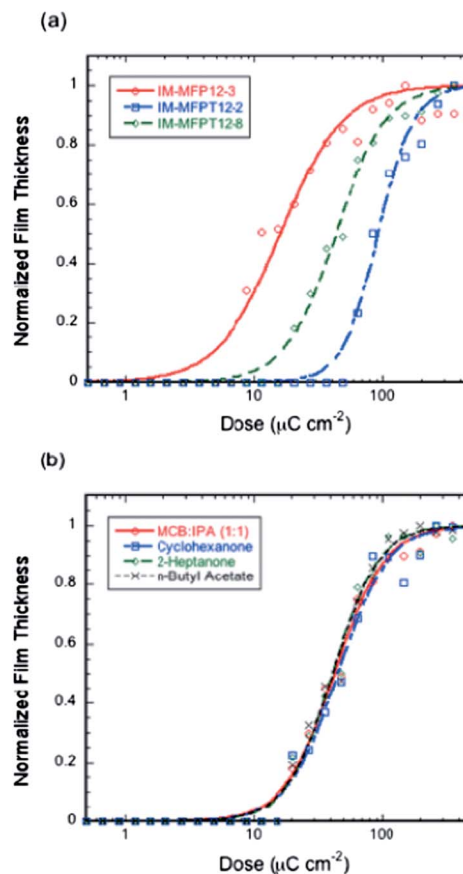 (a)
IM-MFP12-3
IM-MFPT12-2
IM-MFPT12-8
Normalized Film Thickness
1
0.8
0.6
0.4
0.2
0
1 10 100
Dose (μC cm-2)
(b)
MCB:IPA (1:1)
Cyclohexanone
2-Heptanone
n-Butyl Acetate
Normalized Film Thickness
1
0.8
0.6
0.4
0.2
0
1 10 100
Dose (μC cm-2)